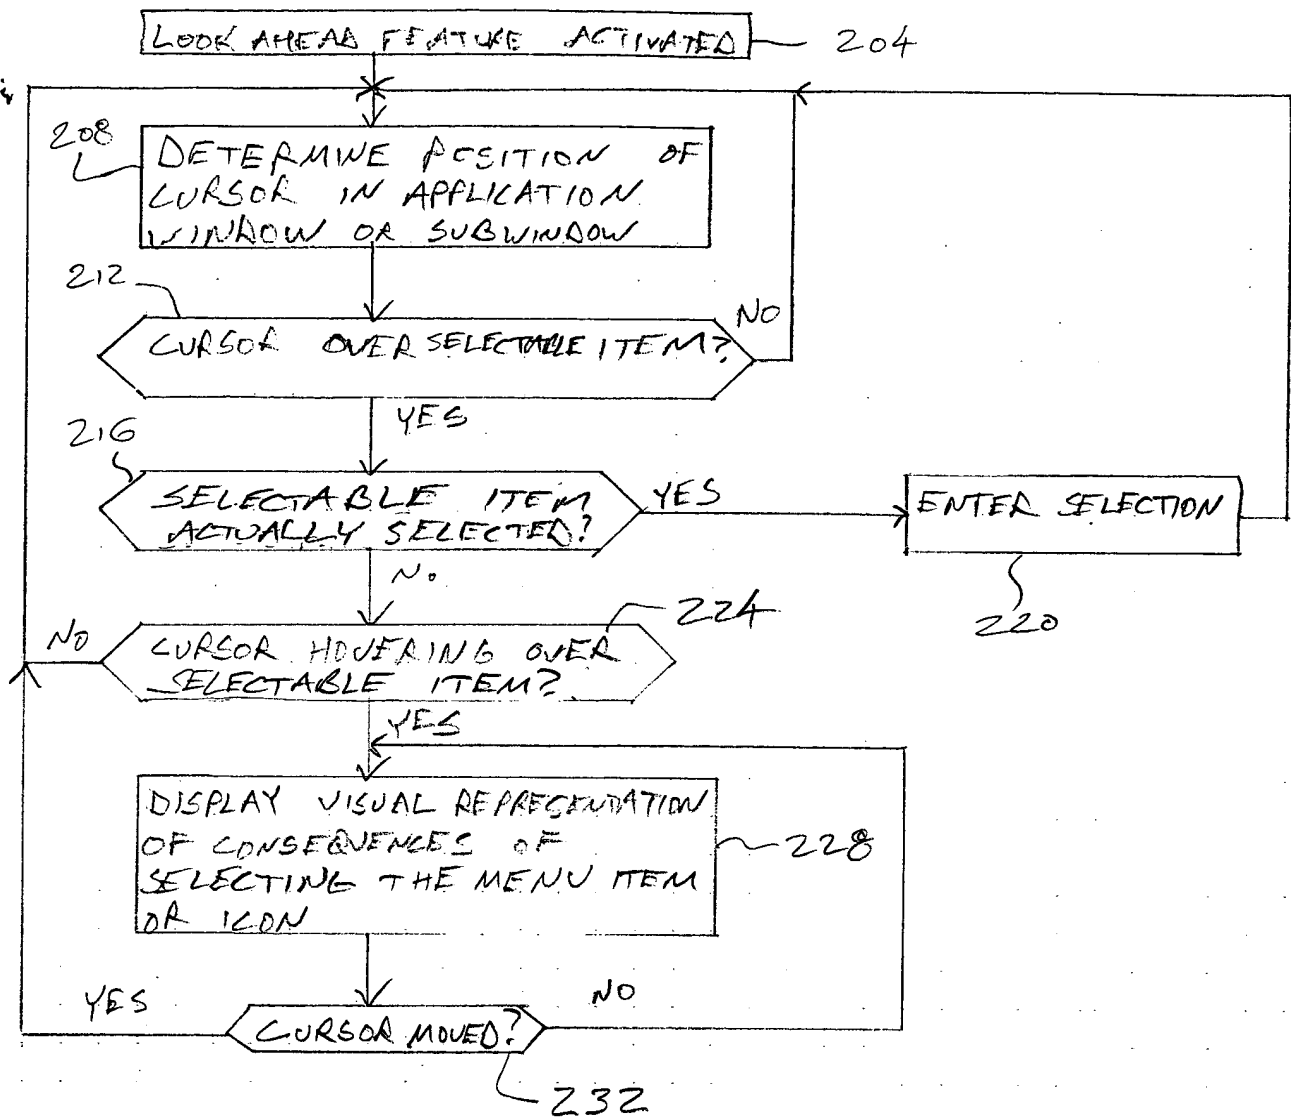 LOOK AHEAD FEATURE ACTIVATED
204
208
DETERMINE POSITION OF
CURSOR IN APPLICATION
WINDOW OR SUBWINDOW
212
NO
CURSOR OVER SELECTABLE ITEM?
YES
216
SELECTABLE ITEM
ACTUALLY SELECTED?
YES
ENTER SELECTION
220
NO
224
NO
CURSOR HOVERING OVER
SELECTABLE ITEM?
YES
DISPLAY VISUAL REPRESENTATION
OF CONSEQUENCES OF
SELECTING THE MENU ITEM
OR ICON
228
YES
NO
CURSOR MOVED?
232